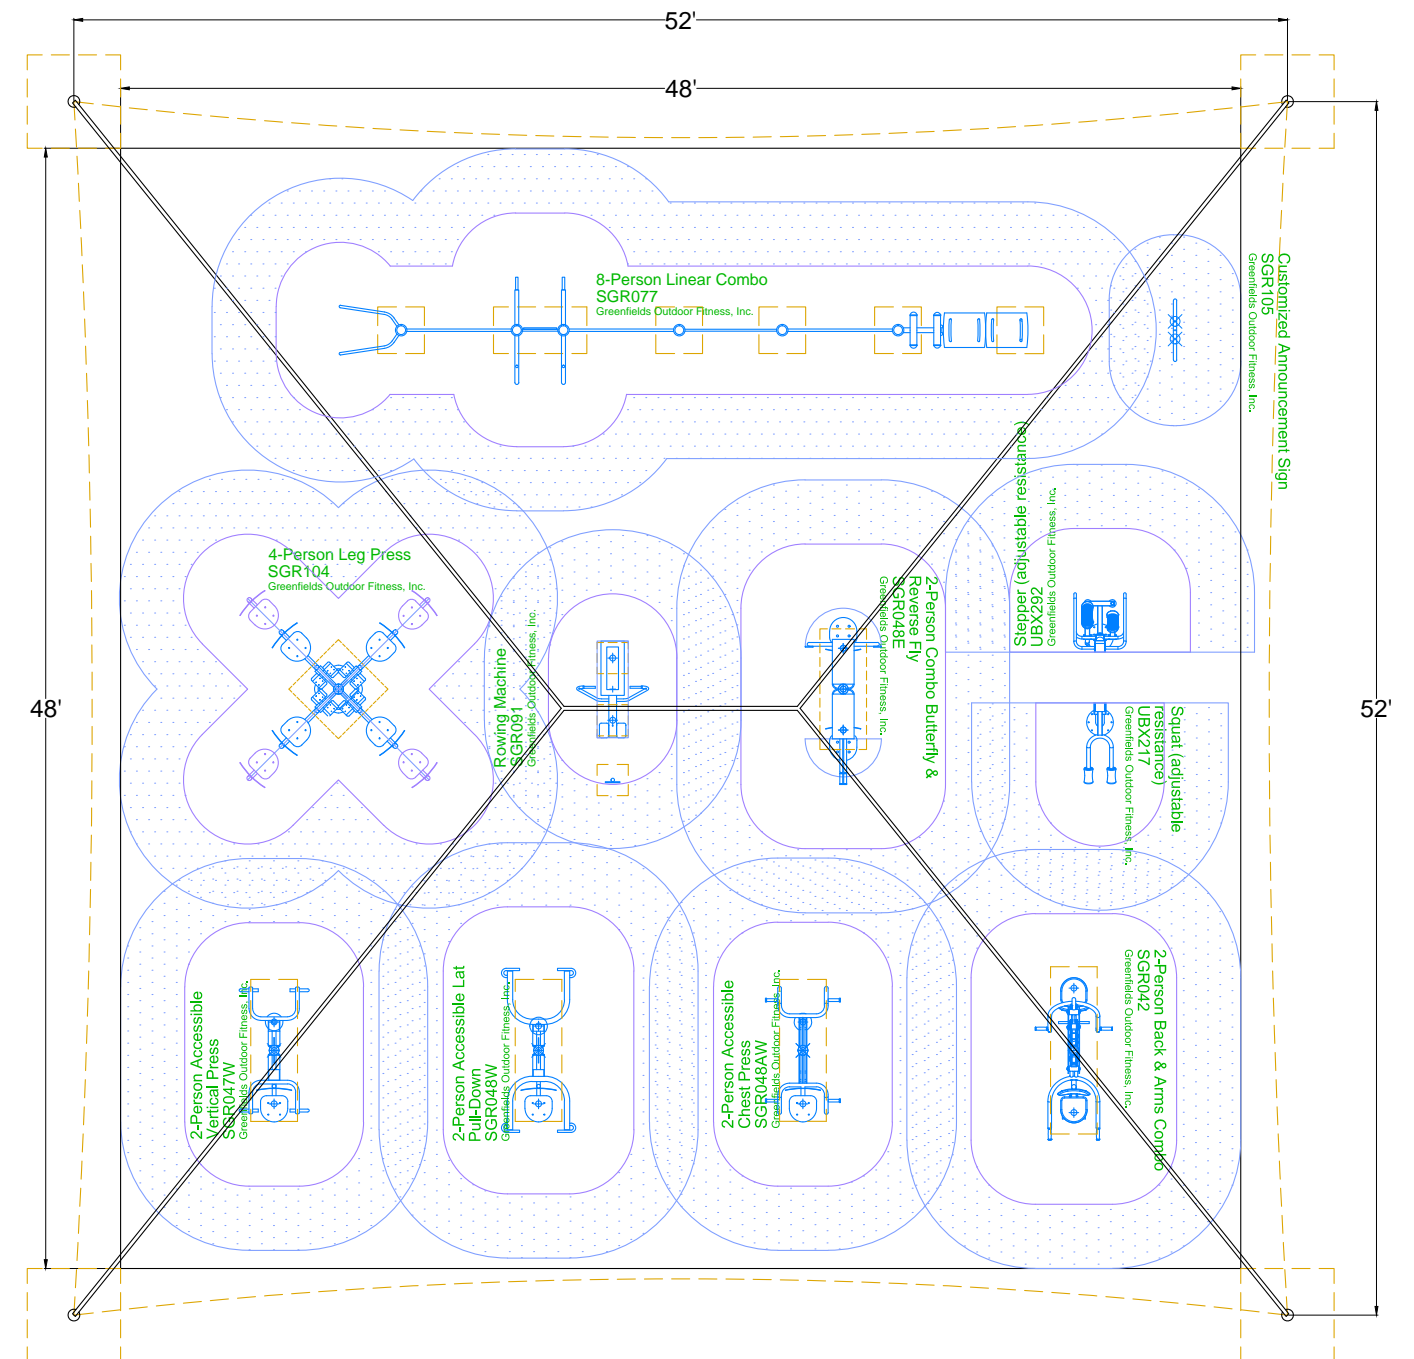 52'
48'
8-Person Linear Combo
SGR077
Greenfields Outdoor Fitness, Inc.
Customized Announcement Sign
SGR105
Greenfields Outdoor Fitness, Inc.
4-Person Leg Press
SGR104
Greenfields Outdoor Fitness, Inc.
Rowing Machine
SGR091
Greenfields Outdoor Fitness, Inc.
2-Person Combo Butterfly &
Reverse Fly
SGR048E
Greenfields Outdoor Fitness, Inc.
Stepper (adjustable resistance)
UBX292
Greenfields Outdoor Fitness, Inc.
48'
52'
Squat (adjustable
resistance)
UBX217
Greenfields Outdoor Fitness, Inc.
2-Person Accessible
Vertical Press
SGR047W
Greenfields Outdoor Fitness, Inc.
2-Person Accessible Lat
Pull-Down
SGR048W
Greenfields Outdoor Fitness, Inc.
2-Person Accessible
Chest Press
SGR048AW
Greenfields Outdoor Fitness, Inc.
2-Person Back & Arms Combo
SGR042
Greenfields Outdoor Fitness, Inc.